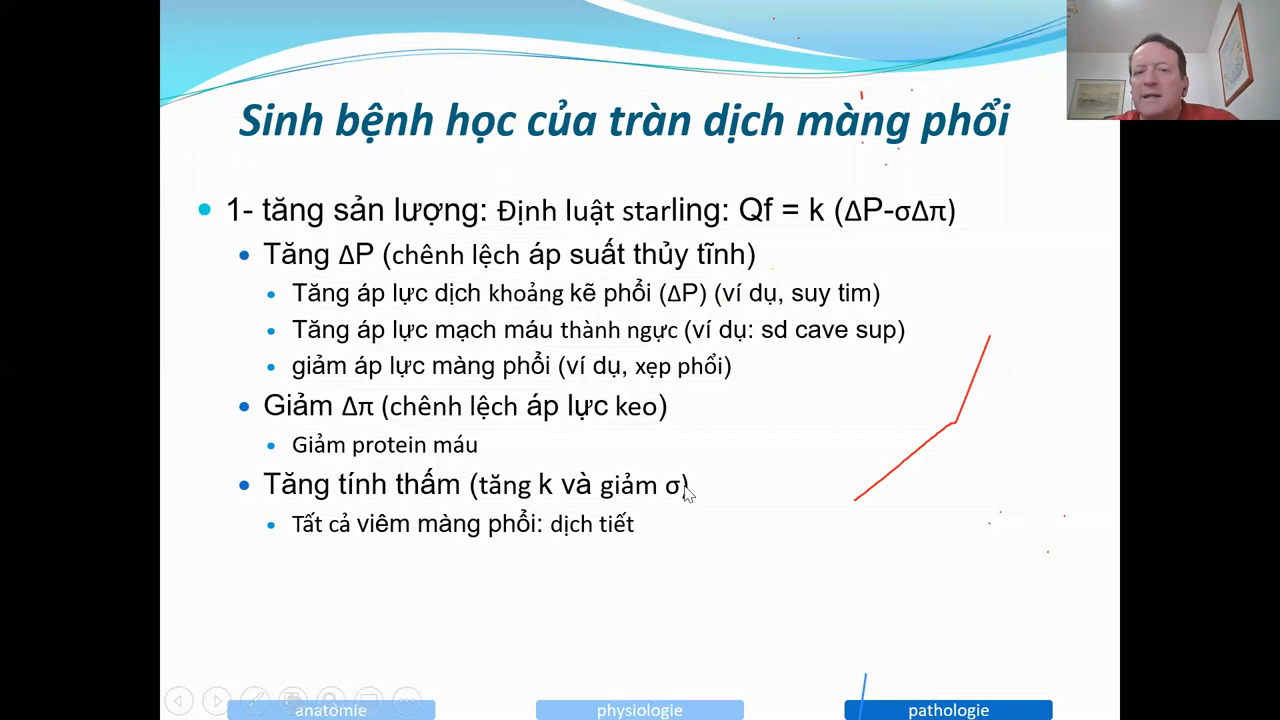 Sinh bệnh học của tràn dịch màng phổi
1- tăng sản lượng: Định luật starling: Qf = k (ΔP-σΔπ)
Tăng ΔP (chênh lệch áp suất thủy tĩnh)
Tăng áp lực dịch khoảng kẽ phổi (ΔP) (ví dụ, suy tim)
Tăng áp lực mạch máu thành ngực (ví dụ: sd cave sup)
giảm áp lực màng phổi (ví dụ, xẹp phổi)
Giảm Δπ (chênh lệch áp lực keo)
Giảm protein máu
Tăng tính thấm (tăng k và giảm σ)
Tất cả viêm màng phổi: dịch tiết
anatomie physiologie pathologie